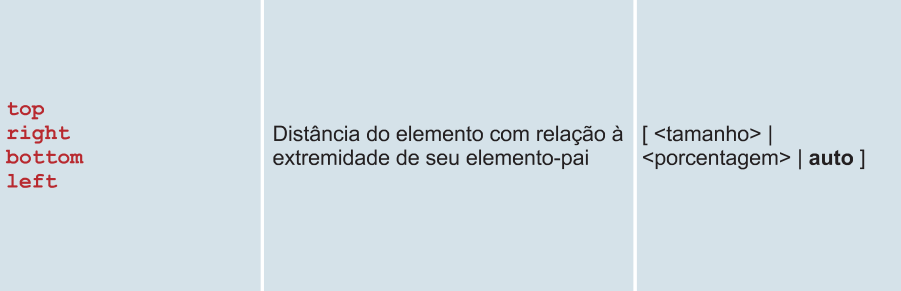 top
right
bottom
left
Distância do elemento com relação à
extremidade de seu elemento-pai
[ <tamanho> |
<porcentagem> | auto ]